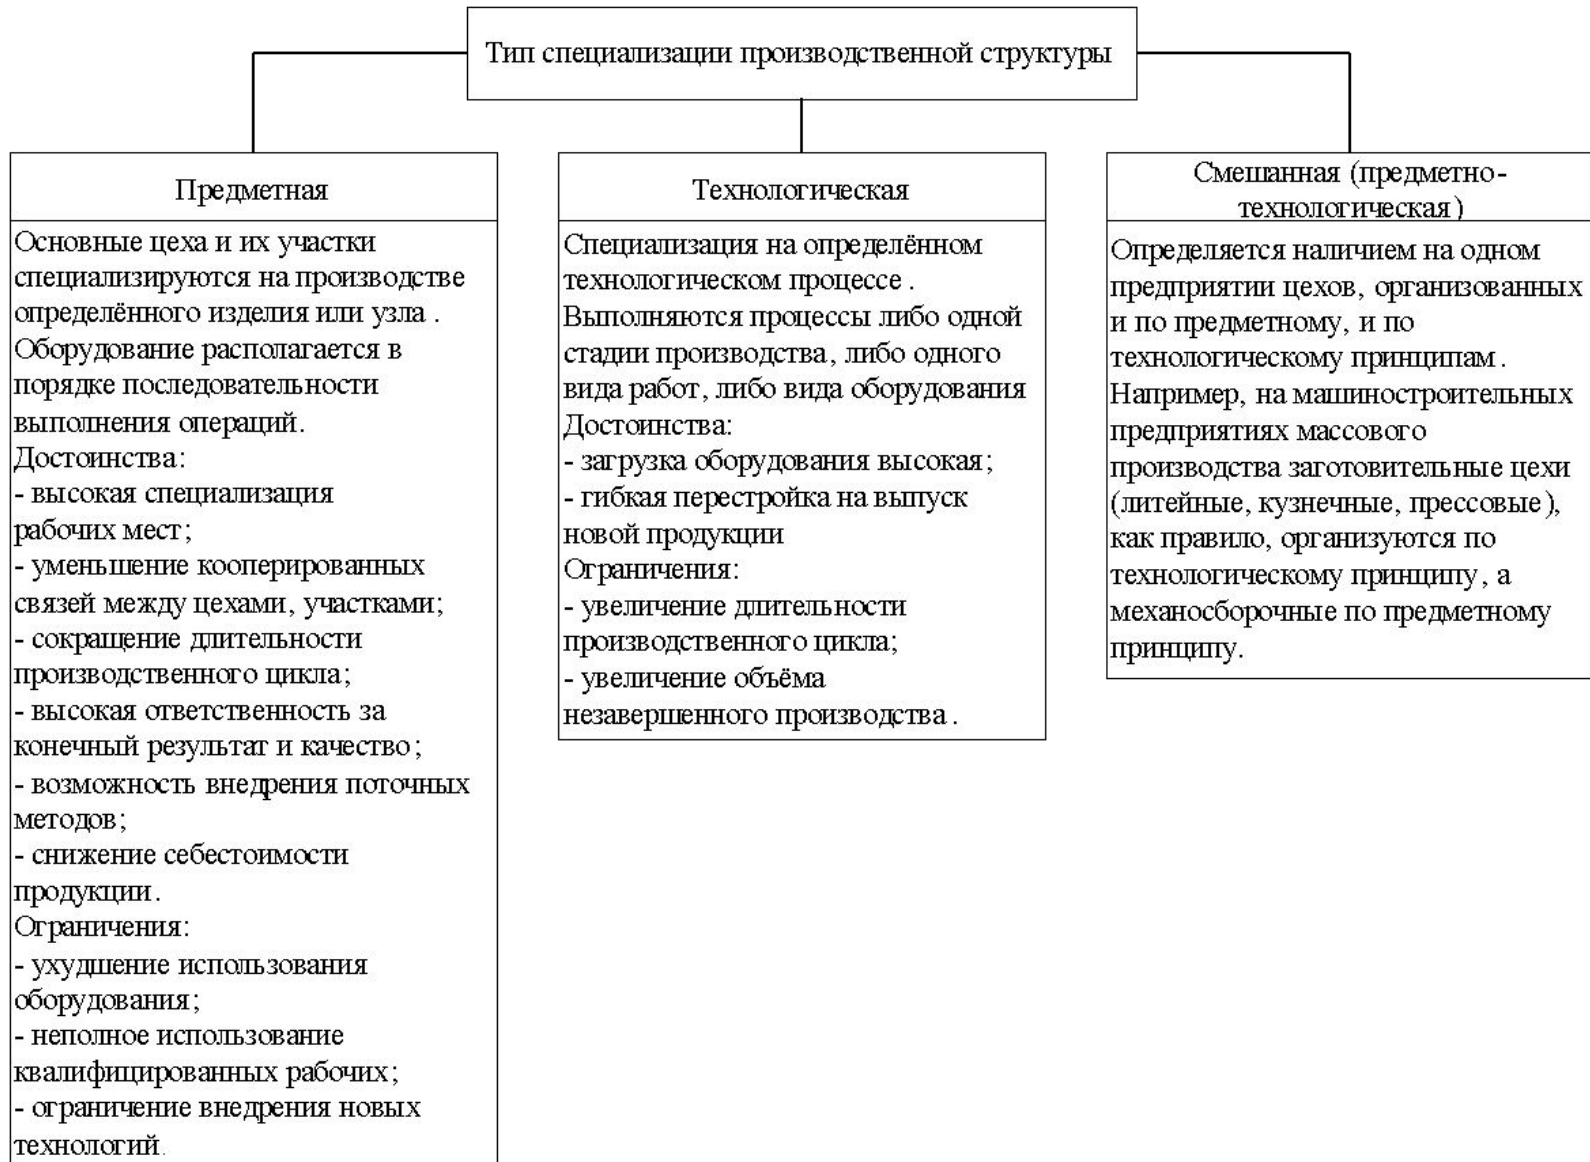 Тип специализации производственной структуры
Предметная
Основные цеха и их участки
специализируются на производстве
определённого изделия или узла .
Оборудование располагается в
порядке последовательности
выполнения операций.
Достоинства:
- высокая специализация
рабочих мест;
- уменьшение кооперированных
связей между цехами, участками;
- сокращение длительности
производственного цикла;
- высокая ответственность за
конечный результат и качество;
- возможность внедрения поточных
методов;
- снижение себестоимости
продукции.
Ограничения:
- ухудшение использования
оборудования;
- неполное использование
квалифицированных рабочих;
- ограничение внедрения новых
технологий.
Технологическая
Специализация на определённом
технологическом процессе .
Выполняются процессы либо одной
стадии производства, либо одного
вида работ, либо вида оборудования
Достоинства:
- загрузка оборудования высокая;
- гибкая перестройка на выпуск
новой продукции
Ограничения:
- увеличение длительности
производственного цикла;
- увеличение объёма
незавершенного производства .
Смешанная (предметно-
технологическая)
Определяется наличием на одном
предприятии цехов, организованных
и по предметному, и по
технологическому принципам .
Например, на машиностроительных
предприятиях массового
производства заготовительные цехи
(литейные, кузнечные, прессовые),
как правило, организуются по
технологическому принципу, а
механосборочные по предметному
принципу.